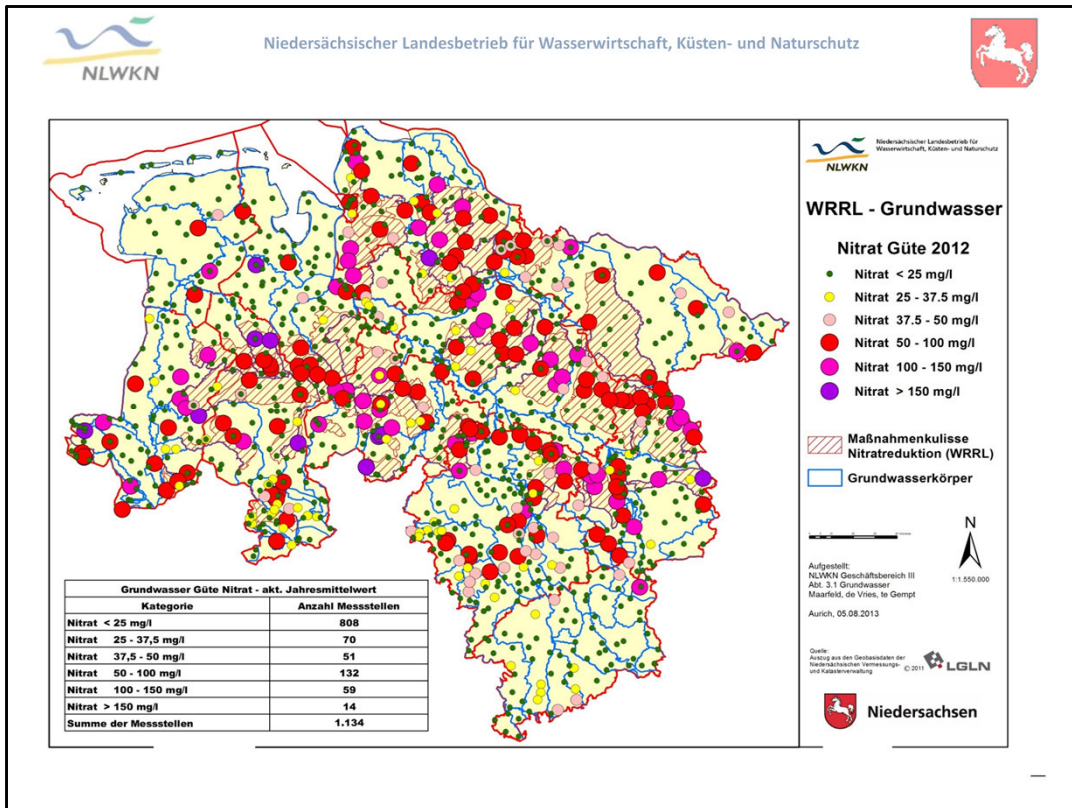 Niedersächsischer Landesbetrieb für Wasserwirtschaft, Küsten- und Naturschutz
NLWKN
Niedersächsischer Landesbetrieb für
Wasserwirtschaft, Küsten- und Naturschutz
NLWKN
WRRL - Grundwasser
Nitrat Güte 2012
Nitrat < 25 mg/l
Nitrat 25 - 37.5 mg/l
Nitrat 37.5 - 50 mg/l
Nitrat 50 - 100 mg/l
Nitrat 100 - 150 mg/l
Nitrat > 150 mg/l
Maßnahmenkulisse
Nitratreduktion (WRRL)
Grundwasserkörper
N
1:1.550.000
Aufgestellt:
NLWKN Geschäftsbereich III
Abt. 3.1 Grundwasser
Maarfeld, de Vries, te Gempt
Aurich, 05.08.2013
Quelle:
Auszug aus den Geobasisdaten der
Niedersächsischen Vermessungs-
und Katasterverwaltung
© 2011
LGLN
Niedersachsen
Grundwasser Güte Nitrat - akt. Jahresmittelwert
Kategorie Anzahl Messstellen
Nitrat < 25 mg/l 808
Nitrat 25 - 37,5 mg/l 70
Nitrat 37,5 - 50 mg/l 51
Nitrat 50 - 100 mg/l 132
Nitrat 100 - 150 mg/l 59
Nitrat > 150 mg/l 14
Summe der Messstellen 1.134